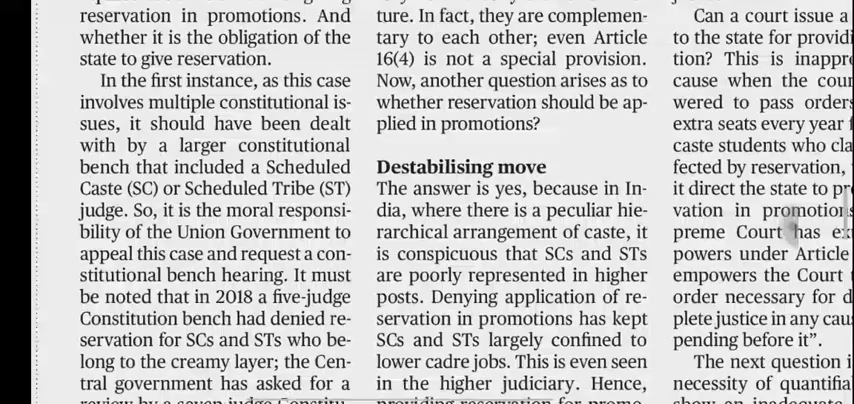 reservation in promotions. And
whether it is the obligation of the
state to give reservation.
In the first instance, as this case
involves multiple constitutional is-
sues, it should have been dealt
with by a larger constitutional
bench that included a Scheduled
Caste (SC) or Scheduled Tribe (ST)
judge. So, it is the moral responsi-
bility of the Union Government to
appeal this case and request a con-
stitutional bench hearing. It must
be noted that in 2018 a five-judge
Constitution bench had denied re-
servation for SCs and STs who be-
long to the creamy layer; the Cen-
tral government has asked for a
ture. In fact, they are complemen-
tary to each other; even Article
16(4) is not a special provision.
Now, another question arises as to
whether reservation should be ap-
plied in promotions?
Destabilising move
The answer is yes, because in In-
dia, where there is a peculiar hie-
rarchical arrangement of caste, it
is conspicuous that SCs and STs
are poorly represented in higher
posts. Denying application of re-
servation in promotions has kept
SCs and STs largely confined to
lower cadre jobs. This is even seen
in the higher judiciary. Hence,
providing reservation for promo-
Can a court issue a
to the state for
tion? This is
cause when the
wered to pass
extra seats every year
caste students who
fected by reservation,
it direct the state to
vation in
preme Court has
powers under Article
empowers the Court
order necessary for
plete justice in any
pending before it”.
The next question
necessity of